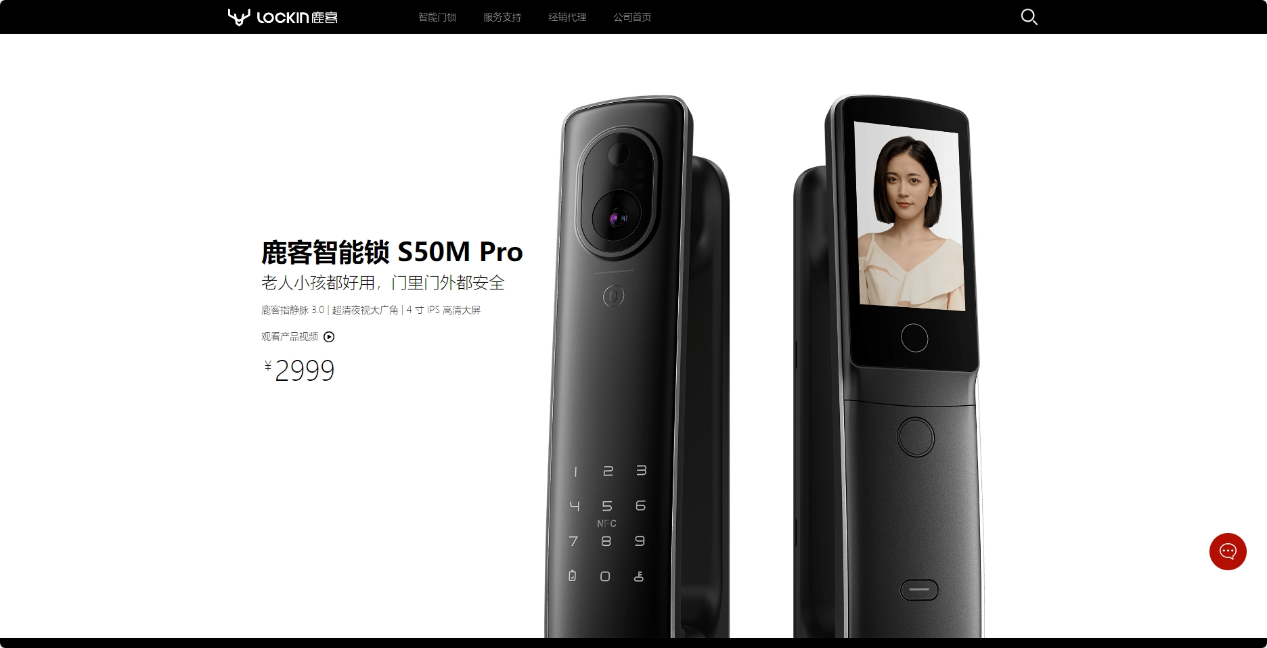 LOCKIN鹿客
智能门锁 服务支持 经销代理 公司首页
鹿客智能锁 S50M Pro
老人小孩都好用，门里门外都安全
鹿客指静脉 3.0 | 超清夜视大广角 | 4 寸 IPS 高清大屏
观看产品视频
¥2999
1 2 3
4 5 6
NFC
7 8 9
0